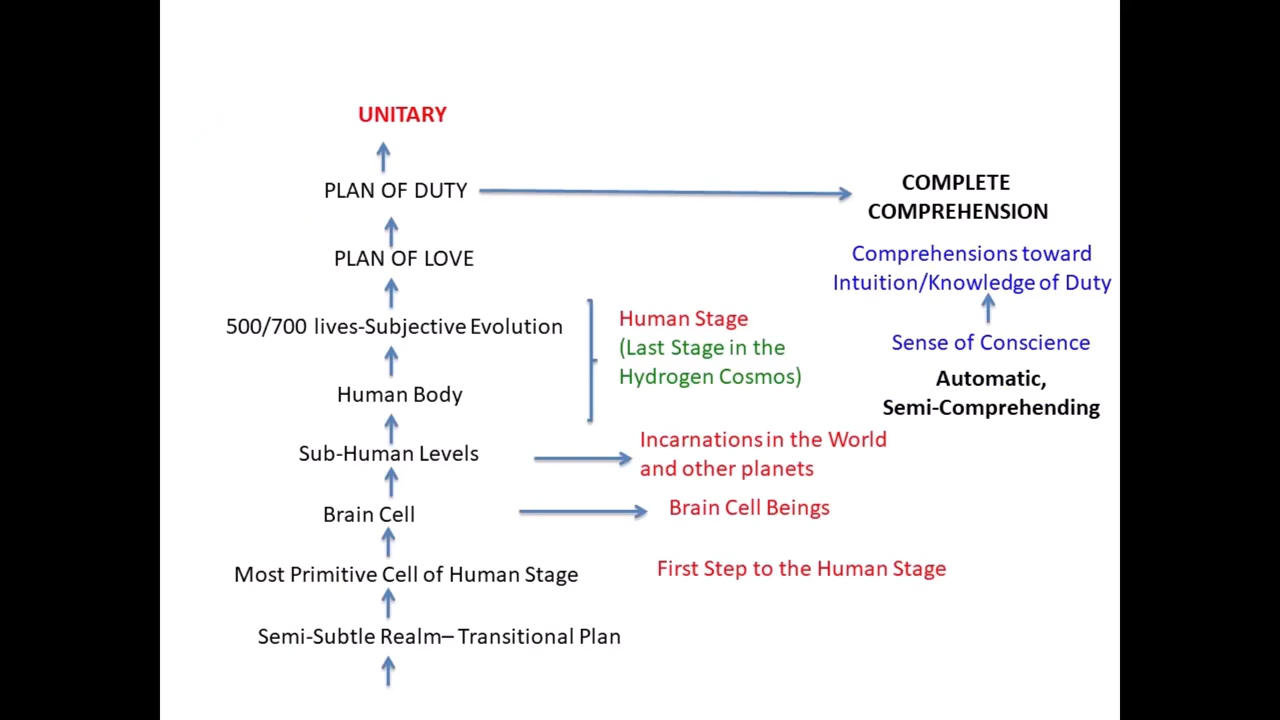 UNITARY
PLAN OF DUTY
COMPLETE
COMPREHENSION
PLAN OF LOVE
Comprehensions toward
Intuition/Knowledge of Duty
500/700 lives-Subjective Evolution
Human Stage
(Last Stage in the
Hydrogen Cosmos)
Sense of Conscience
Automatic,
Semi-Comprehending
Human Body
Sub-Human Levels
Incarnations in the World
and other planets
Brain Cell
Brain Cell Beings
Most Primitive Cell of Human Stage
First Step to the Human Stage
Semi-Subtle Realm– Transitional Plan